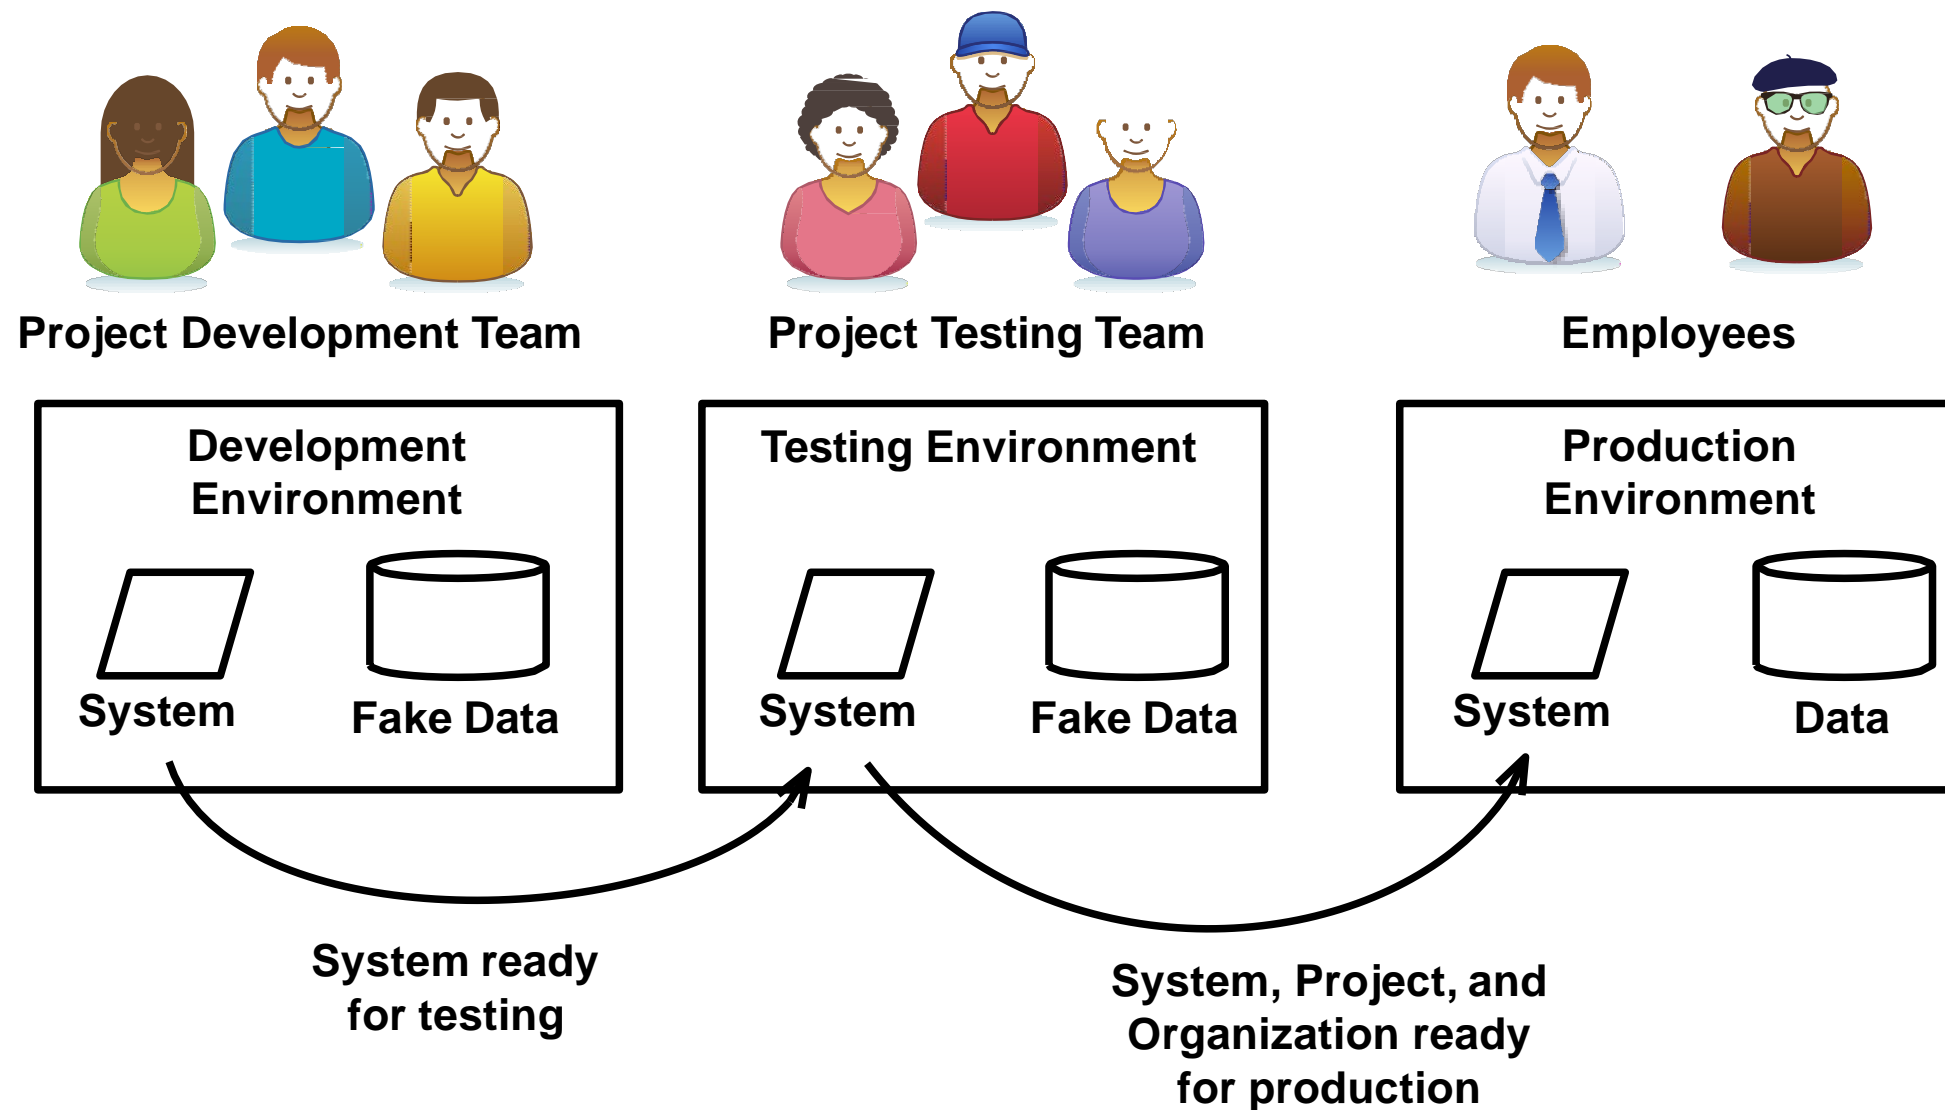 Project Development Team
Project Testing Team
Employees
Development
Environment
Testing Environment
Production
Environment
System
Fake Data
System
Fake Data
System
Data
System ready
for testing
System, Project, and
Organization ready
for production